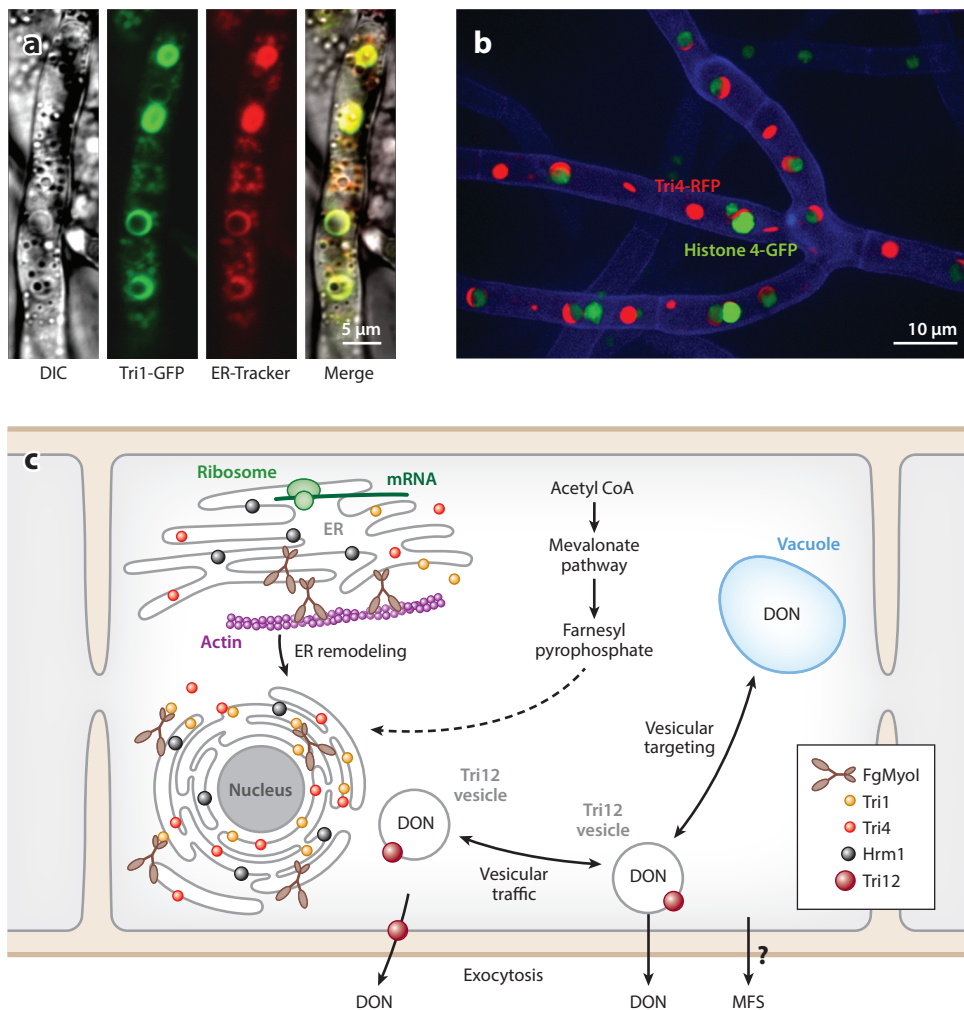 a
5 µm
DIC
Tri1-GFP
ER-Tracker
Merge
b
Tri4-RFP
Histone 4-GFP
10 µm
c
Ribosome
mRNA
ER
Actin
ER remodeling
Acetyl CoA
Mevalonate
pathway
Farnesyl
pyrophosphate
Vacuole
DON
Vesicular
targeting
Nucleus
Tri12
vesicle
DON
Vesicular
traffic
Tri12
vesicle
DON
FgMyoI
Tri1
Tri4
Hrm1
Tri12
Exocytosis
?
DON
DON
MFS